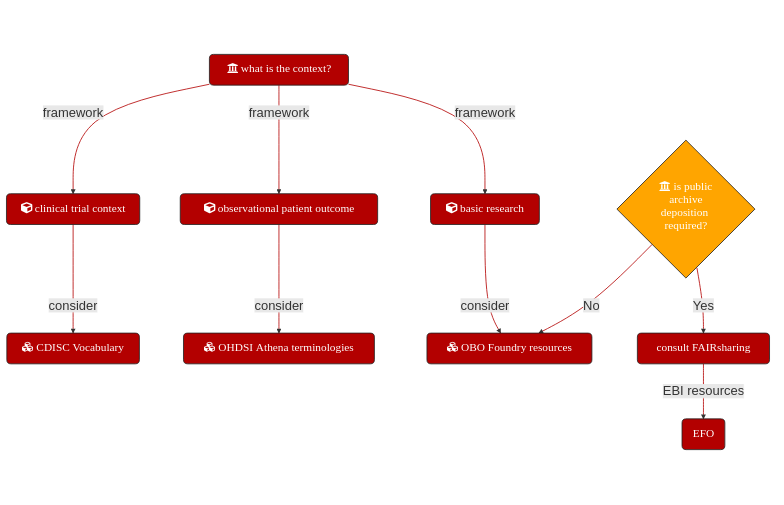 what is the context?
framework
framework
framework
clinical trial context
observational patient outcome
basic research
is public
archive
deposition
required?
consider
consider
consider
No
Yes
CDISC Vocabulary
OHDSI Athena terminologies
OBO Foundry resources
consult FAIRsharing
EBI resources
EFO